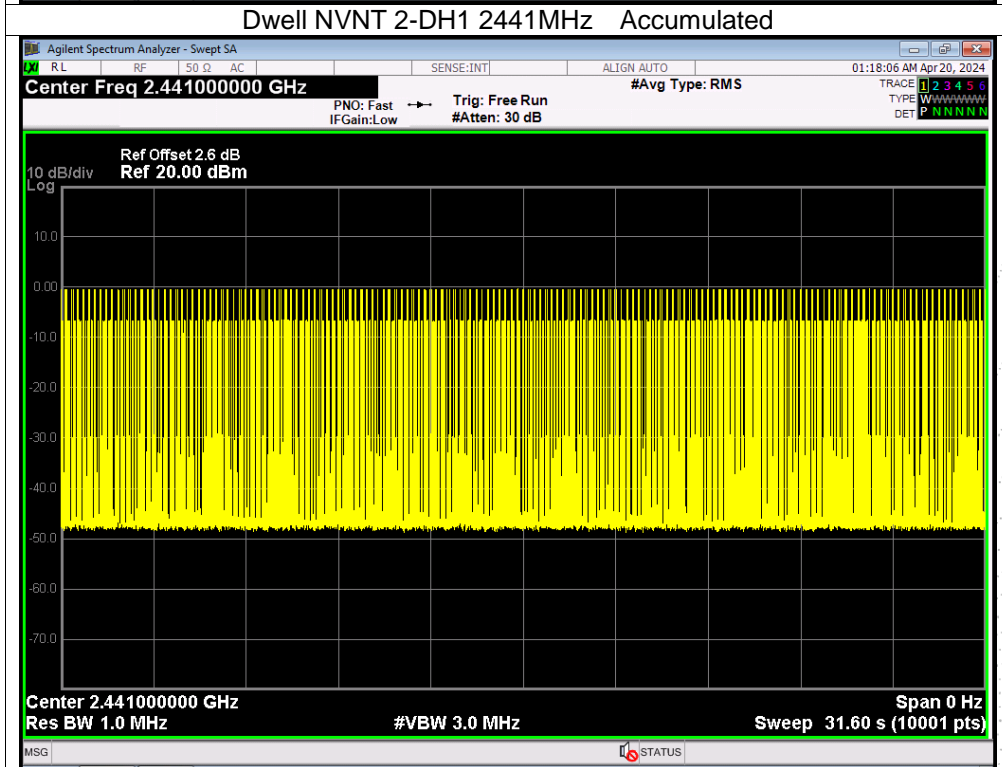 Dwell NVNT 2-DH1 2441MHz Accumulated
Agilent Spectrum Analyzer - Swept SA
LXI RL RF 50 Ω AC SENSE:INT ALIGN AUTO 01:18:06 AM Apr 20, 2024
Center Freq 2.441000000 GHz #Avg Type: RMS TRACE 1 2 3 4 5 6
PNO: Fast Trig: Free Run TYPE WWWWWW
IFGain:Low #Atten: 30 dB DET P N N N N N
Ref Offset 2.6 dB
10 dB/div Ref 20.00 dBm
Log
10.0
0.00
-10.0
-20.0
-30.0
-40.0
-50.0
-60.0
-70.0
Center 2.441000000 GHz Span 0 Hz
Res BW 1.0 MHz #VBW 3.0 MHz Sweep 31.60 s (10001 pts)
MSG STATUS